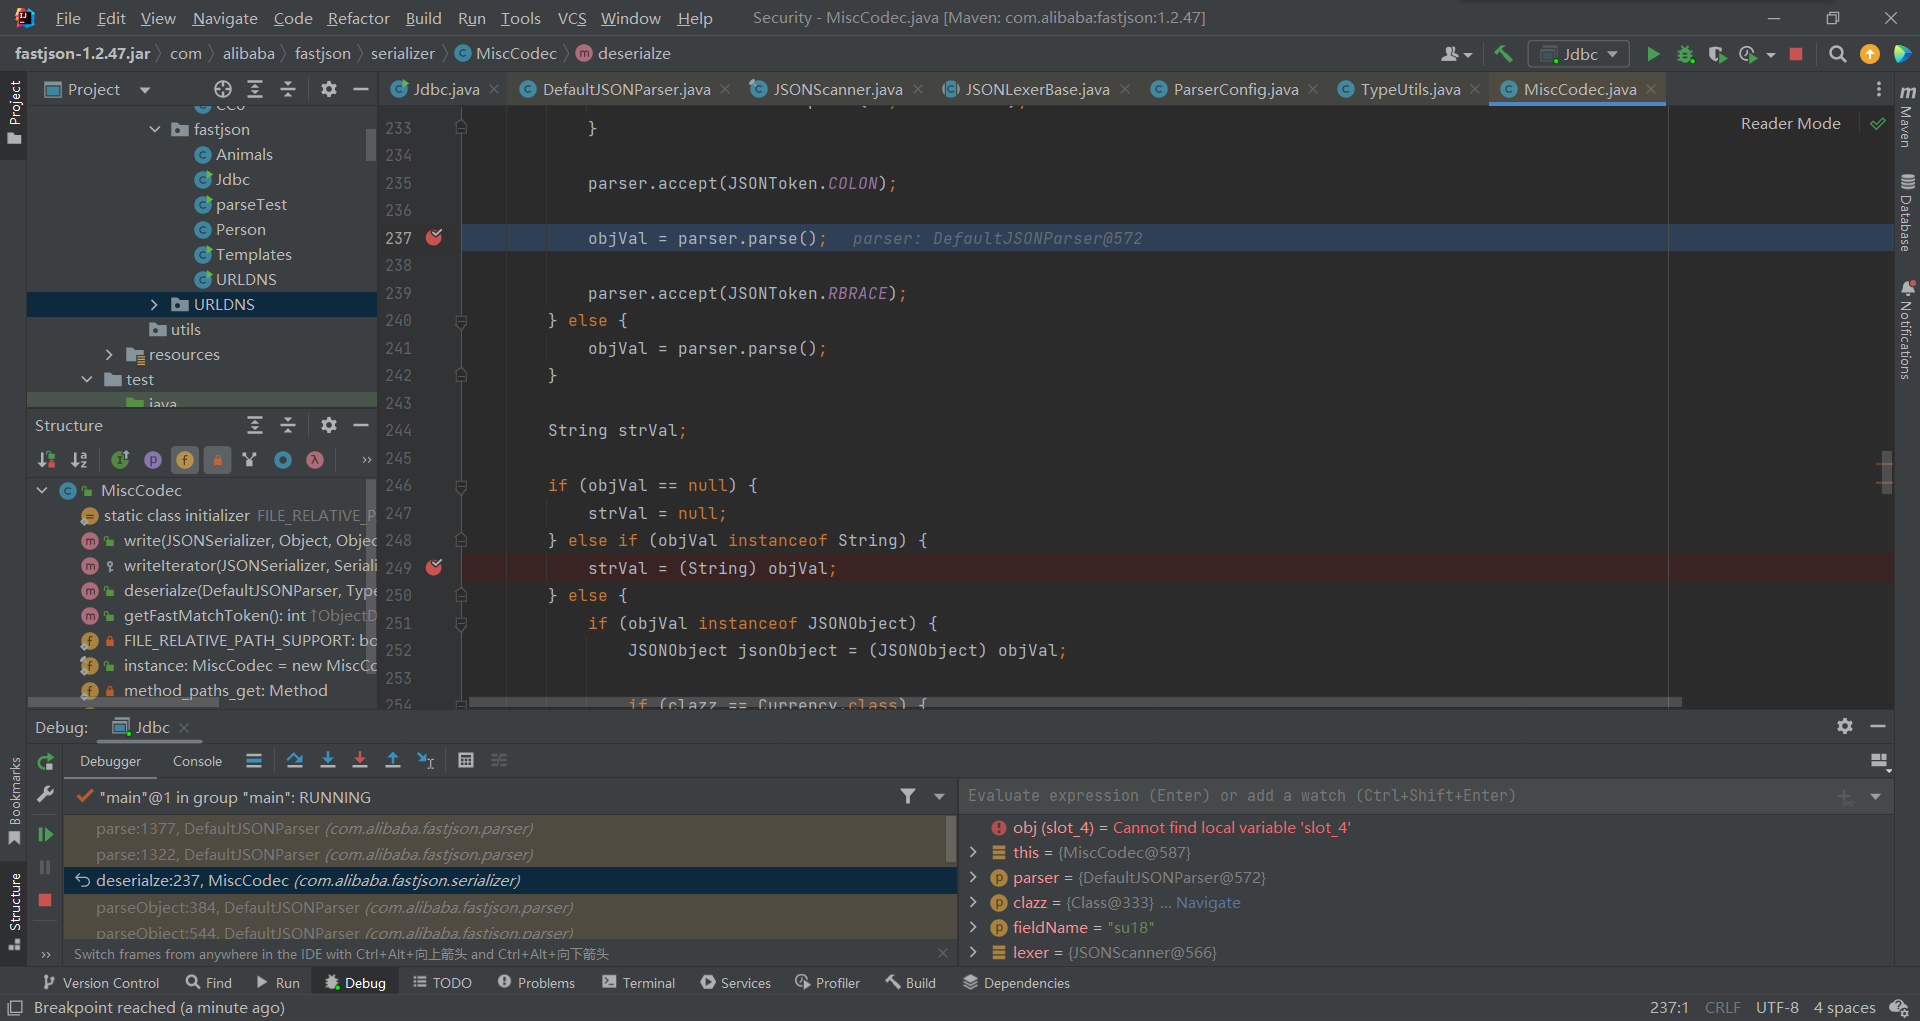 File Edit View Navigate Code Refactor Build Run Tools VCS Window Help Security - MiscCodec.java [Maven: com.alibaba:fastjson:1.2.47]
fastjson-1.2.47.jar com alibaba fastjson serializer MiscCodec deserialze Jdbc
Project
Jdbc.java DefaultJSONParser.java JSONScanner.java JSONLexerBase.java ParserConfig.java TypeUtils.java MiscCodec.java
Reader Mode
fastjson
Animals
Jdbc
parseTest
Person
Templates
URLDNS
URLDNS
utils
resources
test
java
Structure
MiscCodec
static class initializer FILE_RELATIVE_P
write(JSONSerializer, Object, Objec
writeIterator(JSONSerializer, Seriali
deserialze(DefaultJSONParser, Type
getFastMatchToken(): int ↑ObjectD
FILE_RELATIVE_PATH_SUPPORT: bo
instance: MiscCodec = new MiscCo
method_paths_get: Method
233 }
234
235 parser.accept(JSONToken.COLON);
236
237 objVal = parser.parse(); parser: DefaultJSONParser@572
238
239 parser.accept(JSONToken.RBRACE);
240 } else {
241 objVal = parser.parse();
242 }
243
244 String strVal;
245
246 if (objVal == null) {
247 strVal = null;
248 } else if (objVal instanceof String) {
249 strVal = (String) objVal;
250 } else {
251 if (objVal instanceof JSONObject) {
252 JSONObject jsonObject = (JSONObject) objVal;
253
254 if (clazz == Currency.class) {
Maven
Database
Notifications
Bookmarks
Structure
Debug: Jdbc
Debugger Console
"main"@1 in group "main": RUNNING
parse:1377, DefaultJSONParser (com.alibaba.fastjson.parser)
parse:1322, DefaultJSONParser (com.alibaba.fastjson.parser)
deserialze:237, MiscCodec (com.alibaba.fastjson.serializer)
parseObject:384, DefaultJSONParser (com.alibaba.fastjson.parser)
parseObject:544, DefaultJSONParser (com.alibaba.fastjson.parser)
Switch frames from anywhere in the IDE with Ctrl+Alt+向上箭头 and Ctrl+Alt+向下箭头
Evaluate expression (Enter) or add a watch (Ctrl+Shift+Enter)
obj (slot_4) = Cannot find local variable 'slot_4'
this = {MiscCodec@587}
parser = {DefaultJSONParser@572}
clazz = {Class@333} ... Navigate
fieldName = "su18"
lexer = {JSONScanner@566}
Version Control Find Run Debug TODO Problems Terminal Services Profiler Build Dependencies
Breakpoint reached (a minute ago) 237:1 CRLF UTF-8 4 spaces